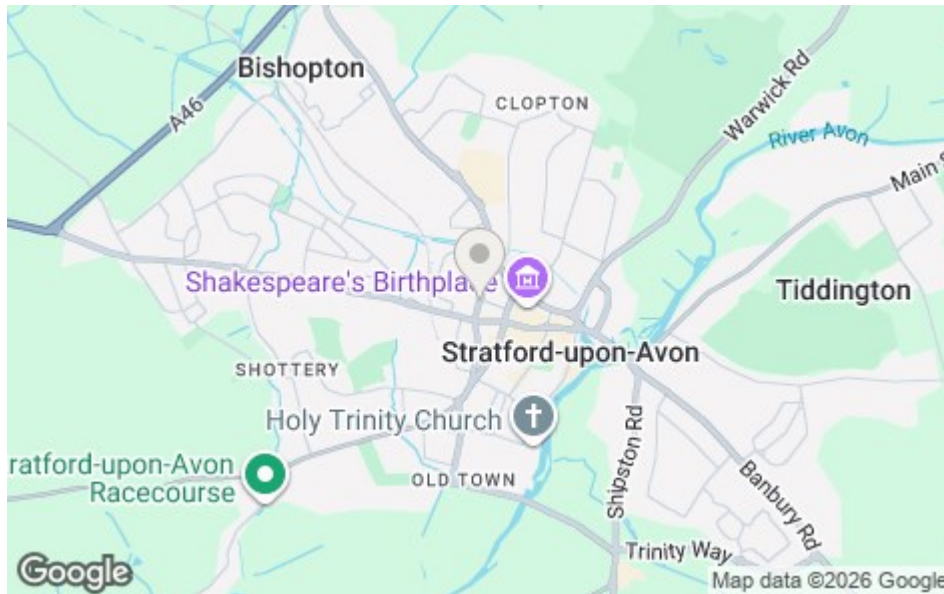 Bishopton
CLOPTON
A46
Warwick Rd
River Avon
Main S
Shakespeare's Birthplace
Tiddington
Stratford-upon-Avon
SHOTTERY
Holy Trinity Church
ratford-upon-Avon
Racecourse
OLD TOWN
Shipston Rd
Banbury Rd
Trinity Way
Google
Map data ©2026 Google